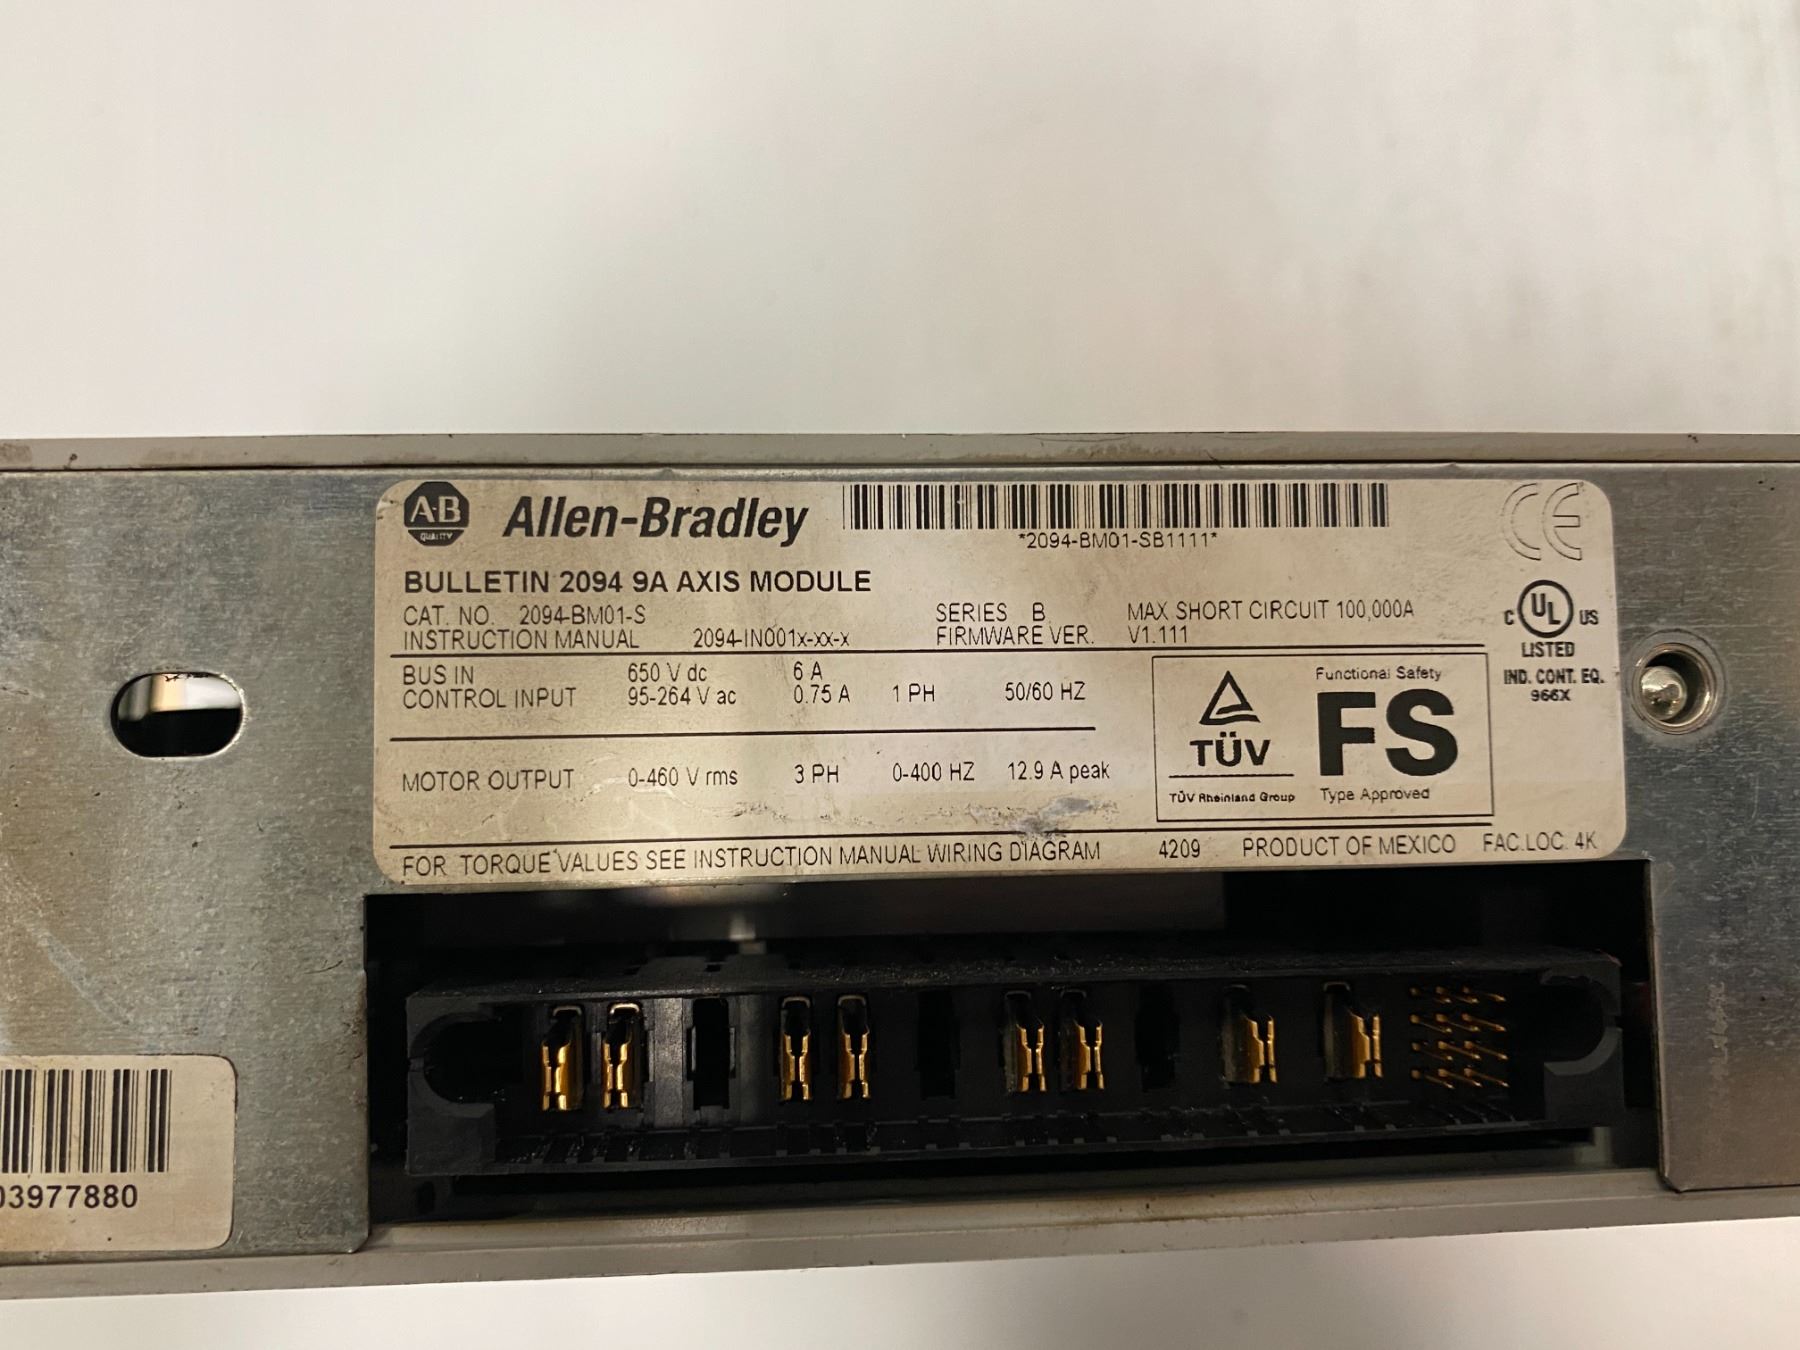 A·B QUALITY Allen-Bradley
*2094-BM01-SB1111*
BULLETIN 2094 9A AXIS MODULE
CAT. NO. 2094-BM01-S SERIES B MAX SHORT CIRCUIT 100,000A
INSTRUCTION MANUAL 2094-IN001x-xx-x FIRMWARE VER. V1.111
BUS IN 650 V dc 6 A
CONTROL INPUT 95-264 V ac 0.75 A 1 PH 50/60 HZ
MOTOR OUTPUT 0-460 V rms 3 PH 0-400 HZ 12.9 A peak
FOR TORQUE VALUES SEE INSTRUCTION MANUAL WIRING DIAGRAM 4209 PRODUCT OF MEXICO FAC.LOC. 4K
TÜV
TÜV Rheinland Group
Functional Safety
FS
Type Approved
CE
C UL US
LISTED
IND. CONT. EQ.
966X
03977880